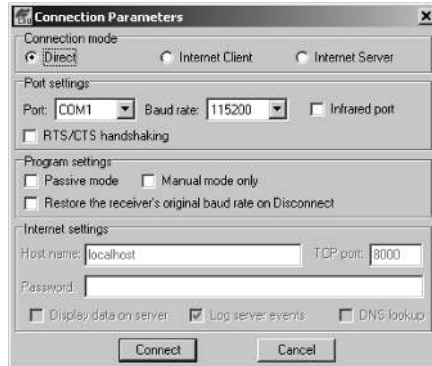 Connection Parameters
Connection mode
Direct Internet Client Internet Server
Port settings
Port: COM1 Baud rate: 115200 Infrared port
RTS/CTS handshaking
Program settings
Passive mode Manual mode only
Restore the receiver's original baud rate on Disconnect
Internet settings
Host name: localhost TCP port: 8000
Password:
Display data on server Log server events DNS lookup
Connect Cancel